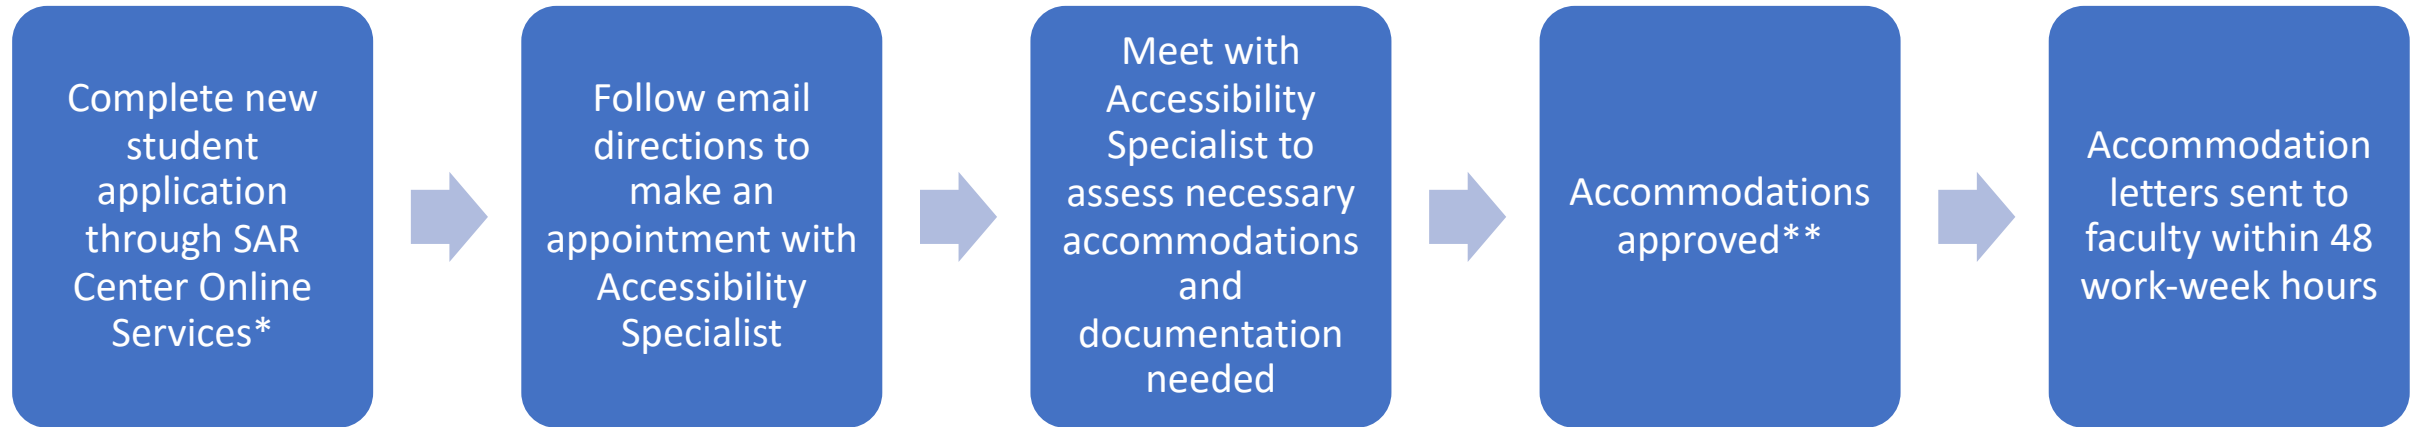 Complete new
student
application
through SAR
Center Online
Services*
Follow email
directions to
make an
appointment with
Accessibility
Specialist
Meet with
Accessibility
Specialist to
assess necessary
accommodations
and
documentation
needed
Accommodations
approved**
Accommodation
letters sent to
faculty within 48
work-week hours